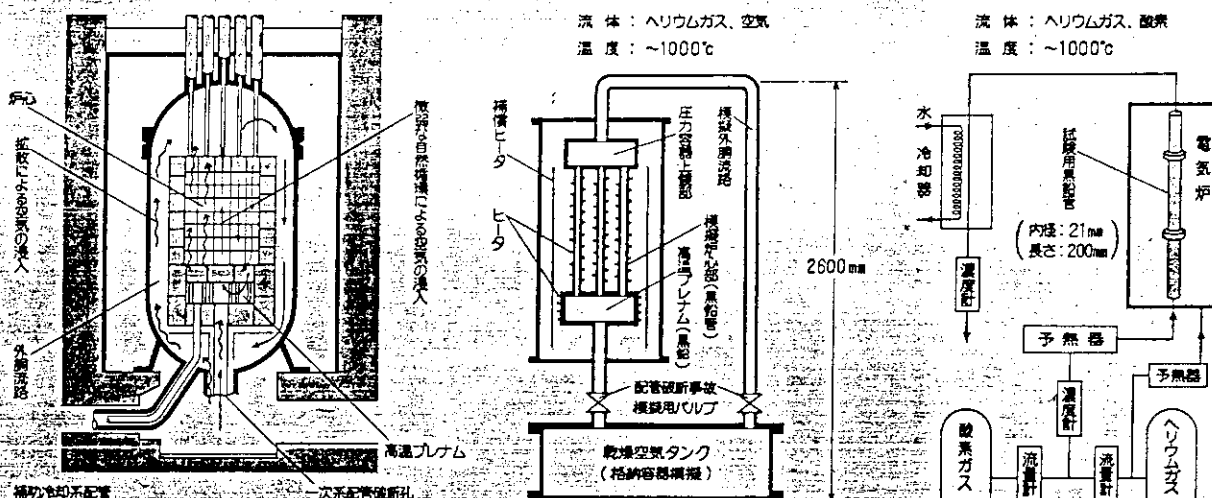 炉心
拡散による空気の浸入
外胴流路
補助冷却系配管
微弱な自然循環による空気の浸入
高温プレナム
一次系配管破断孔
流体：ヘリウムガス、空気
温度：~1000℃
補償ヒータ
ヒータ
圧力容器上鏡部
模擬外胴流路
模擬炉心部(黒鉛管)
高温プレナム(黒鉛)
2600mm
配管破断事故
模擬用バルブ
乾燥空気タンク
(格納容器模擬)
流体：ヘリウムガス、酸素
温度：~1000℃
水
冷却器
濃度計
試験用黒鉛管
(内径：21mm
長さ：200mm)
電気炉
予熱器
予熱器
濃度計
酸素ガス
流量計
流量計
ヘリウムガス